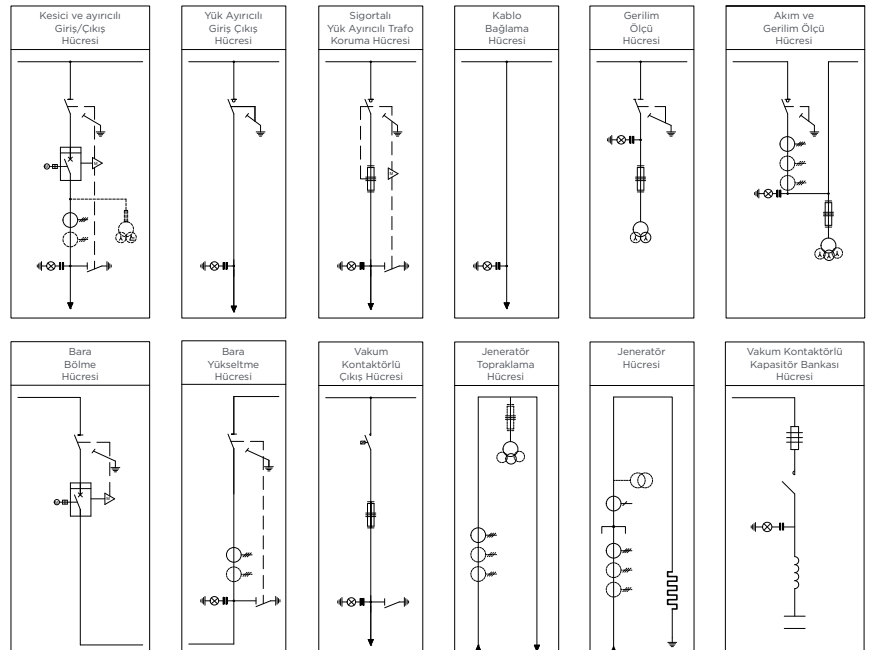 Kesici ve ayırıcılı
Giriş/Çıkış
Hücresi
Yük Ayırıcılı
Giriş Çıkış
Hücresi
Sigortalı
Yük Ayırıcılı Trafo
Koruma Hücresi
Kablo
Bağlama
Hücresi
Gerilim
Ölçü
Hücresi
Akım ve
Gerilim Ölçü
Hücresi
Bara
Bölme
Hücresi
Bara
Yükseltme
Hücresi
Vakum
Kontaktörlü
Çıkış Hücresi
Jeneratör
Topraklama
Hücresi
Jeneratör
Hücresi
Vakum Kontaktörlü
Kapasitör Bankası
Hücresi